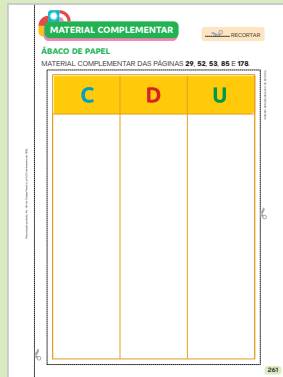 MATERIAL COMPLEMENTAR
RECORTAR
ÁBACO DE PAPEL
MATERIAL COMPLEMENTAR DAS PÁGINAS 29, 52, 53, 85 E 178.
C D U
261